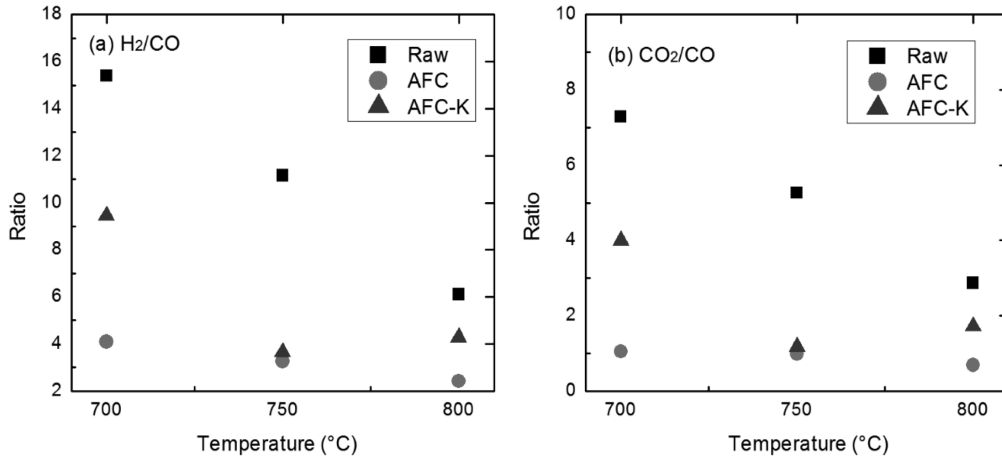 (a) H2/CO
Raw
AFC
AFC-K
18
16
14
12
10
8
6
4
2
Ratio
700
750
800
Temperature (°C)
(b) CO2/CO
Raw
AFC
AFC-K
10
8
6
4
2
0
Ratio
700
750
800
Temperature (°C)